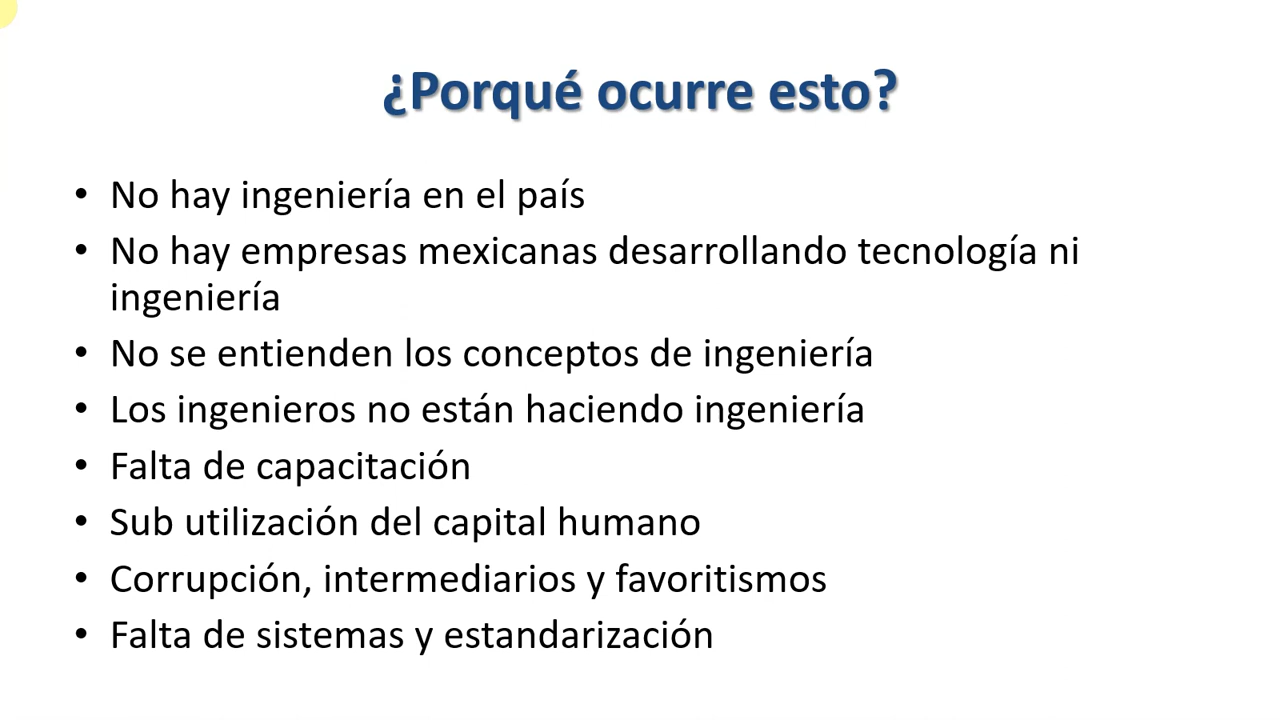 ¿Porqué ocurre esto?
• No hay ingeniería en el país
• No hay empresas mexicanas desarrollando tecnología ni
ingeniería
• No se entienden los conceptos de ingeniería
• Los ingenieros no están haciendo ingeniería
• Falta de capacitación
• Sub utilización del capital humano
• Corrupción, intermediarios y favoritismos
• Falta de sistemas y estandarización